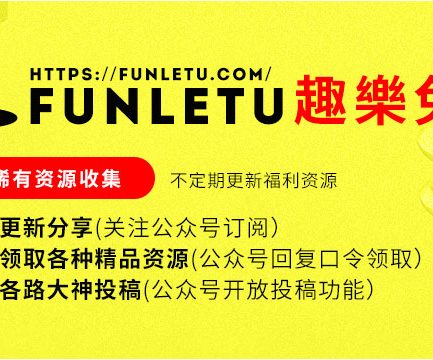 HTTPS://FUNLETU.COM/
FUNLETU 趣樂兔
稀有资源收集
不定期更新福利资源
更新分享(关注公众号订阅)
领取各种精品资源(公众号回复口令领取)
各路大神投稿(公众号开放投稿功能)